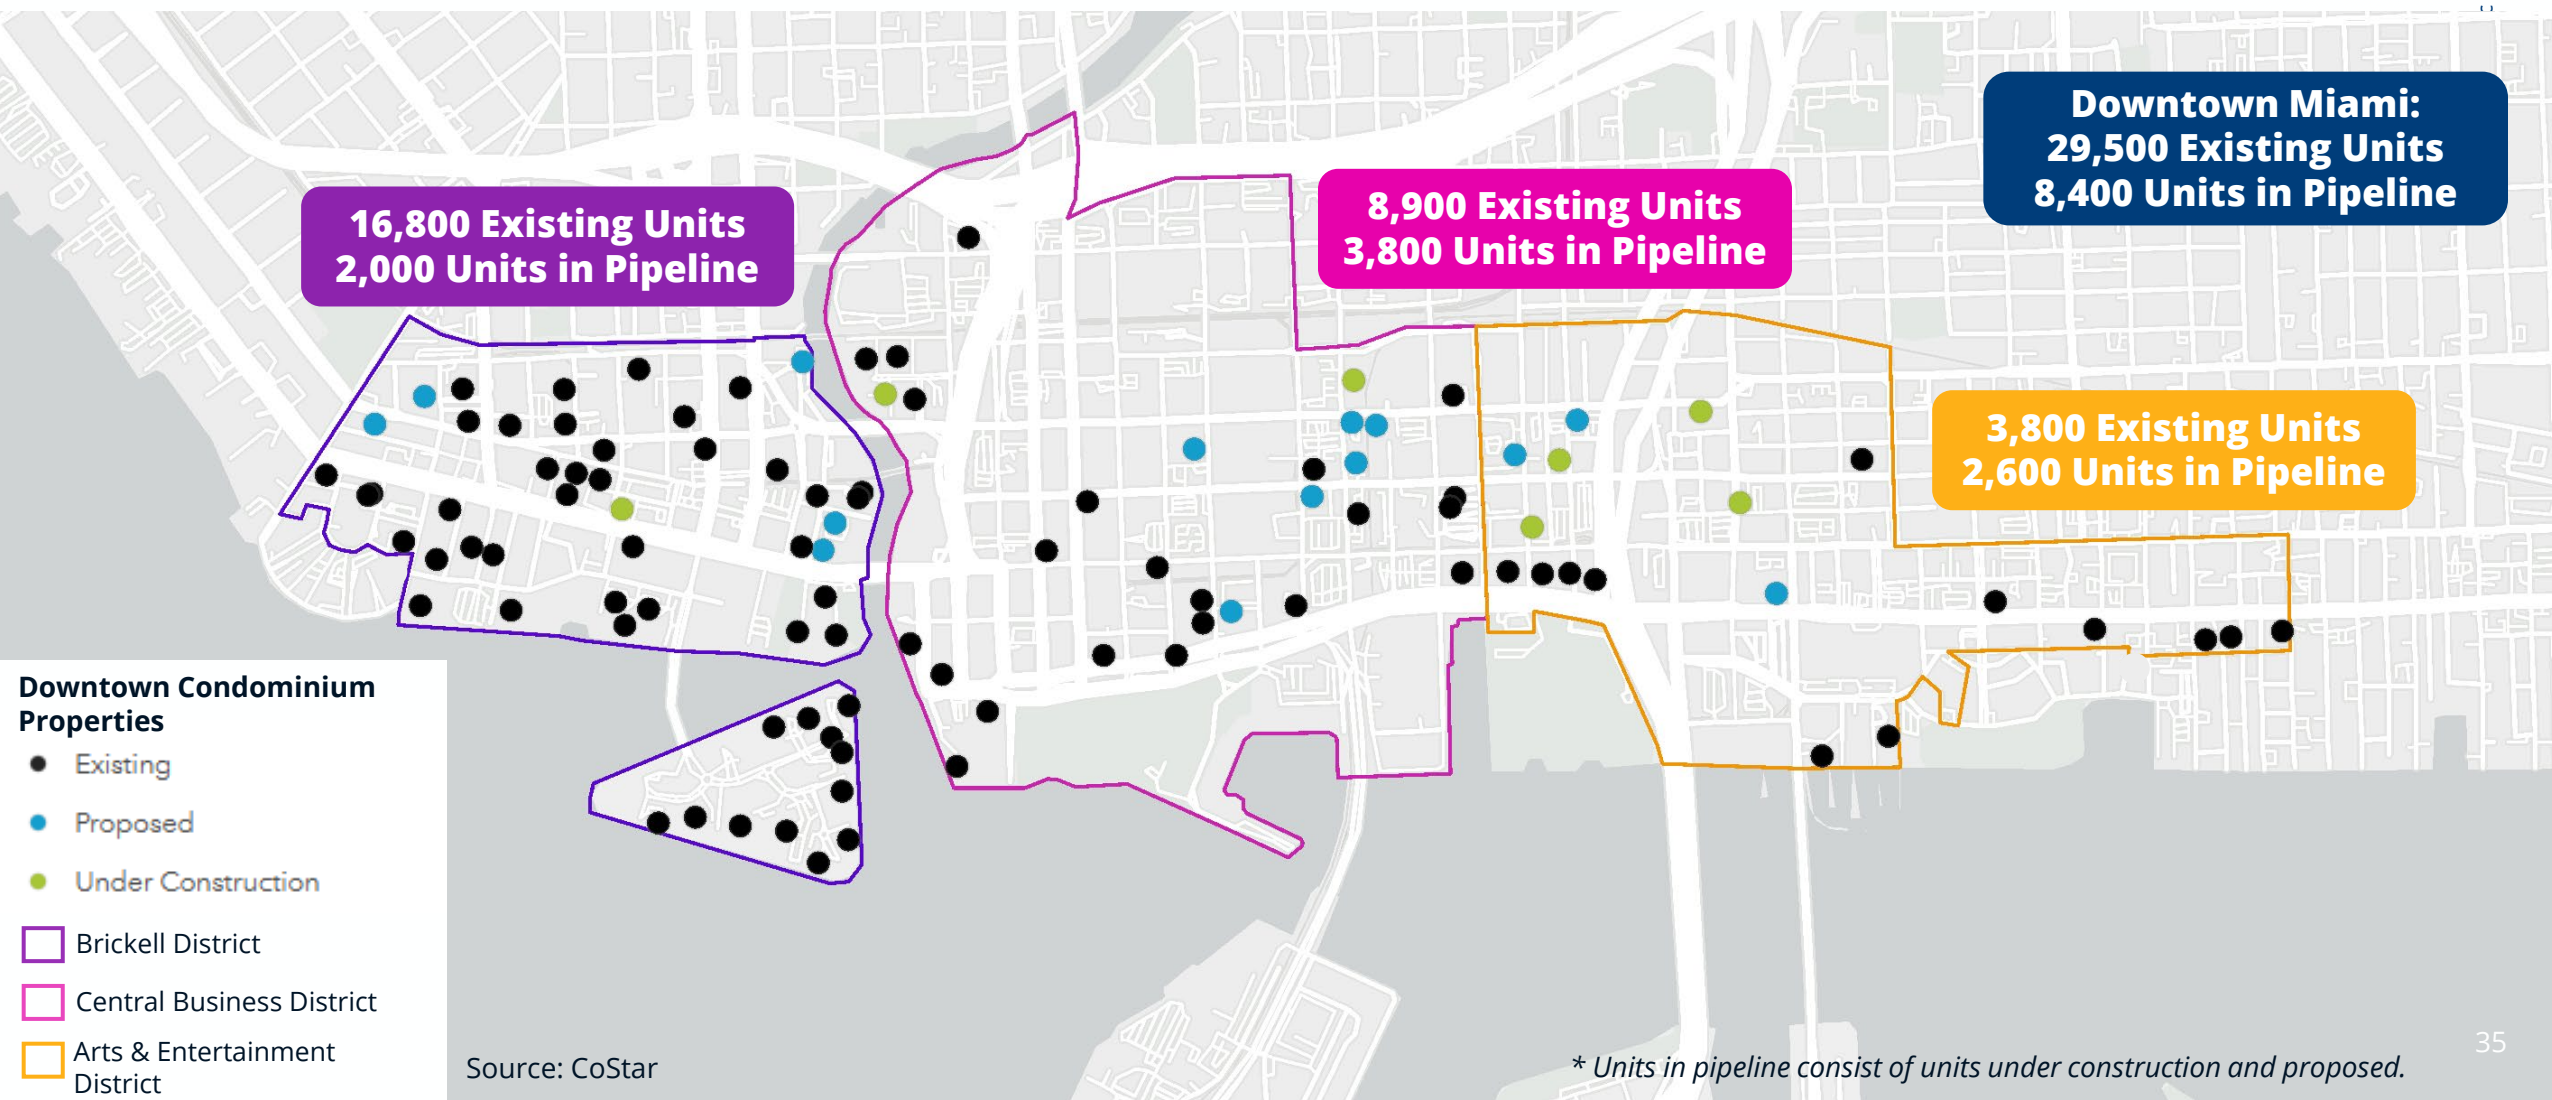 Downtown Miami:
29,500 Existing Units
8,400 Units in Pipeline
16,800 Existing Units
2,000 Units in Pipeline
8,900 Existing Units
3,800 Units in Pipeline
3,800 Existing Units
2,600 Units in Pipeline
Downtown Condominium
Properties
Existing
Proposed
Under Construction
Brickell District
Central Business District
Arts & Entertainment
District
Source: CoStar
* Units in pipeline consist of units under construction and proposed.
35